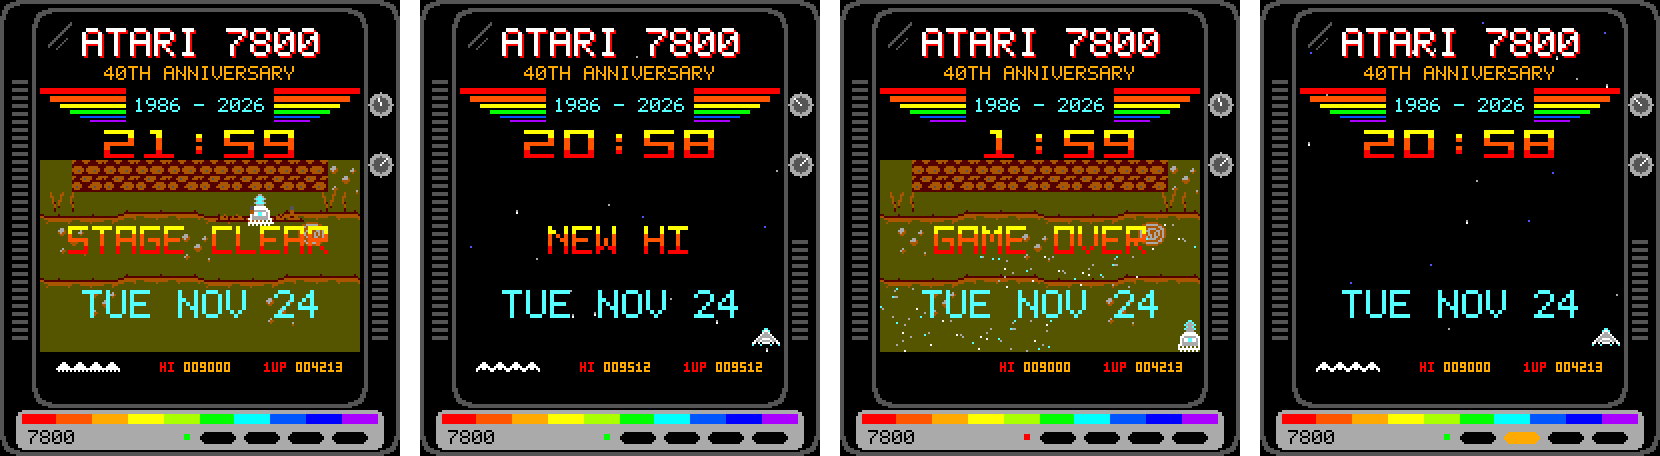 ATARI 7800
40TH ANNIVERSARY
1986 - 2026
21:59
STAGE CLEAR
TUE NOV 24
HI 009000 1UP 004213
7800
ATARI 7800
40TH ANNIVERSARY
1986 - 2026
20:58
NEW HI
TUE NOV 24
HI 009512 1UP 009512
7800
ATARI 7800
40TH ANNIVERSARY
1986 - 2026
1:59
GAME OVER
TUE NOV 24
HI 009000 1UP 004213
7800
ATARI 7800
40TH ANNIVERSARY
1986 - 2026
20:58
TUE NOV 24
HI 009000 1UP 004213
7800